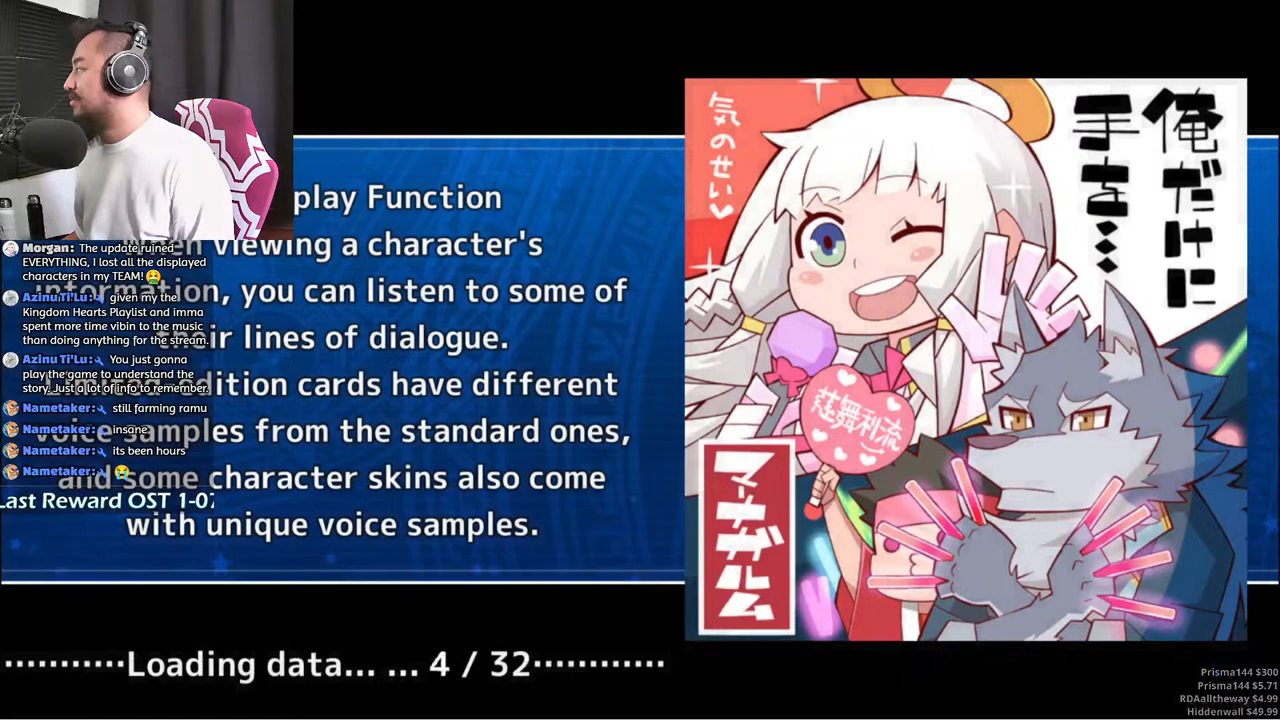 play Function
When viewing a character's
information, you can listen to some of
their lines of dialogue.
edition cards have different
voice samples from the standard ones,
and some character skins also come
with unique voice samples.
Loading data... ... 4 / 32
Morgan: The update ruined
EVERYTHING, I lost all the displayed
characters in my TEAM!
AzinuTi'Lu: given my the
Kingdom Hearts Playlist and imma
spent more time vibin to the music
than doing anything for the stream.
AzinuTi'Lu: You just gonna
play the game to understand the
story. Just a lot of info to remember.
Nametaker: still farming ramu
Nametaker: insane.
Nametaker: its been hours
Nametaker:
Last Reward OST 1-07
気のせい
俺だけに
手を…
慈舞利流
マナギルム
Prisma144 $300
Prisma144 $5.71
RDAalltheway $4.99
Hiddenwall $49.99